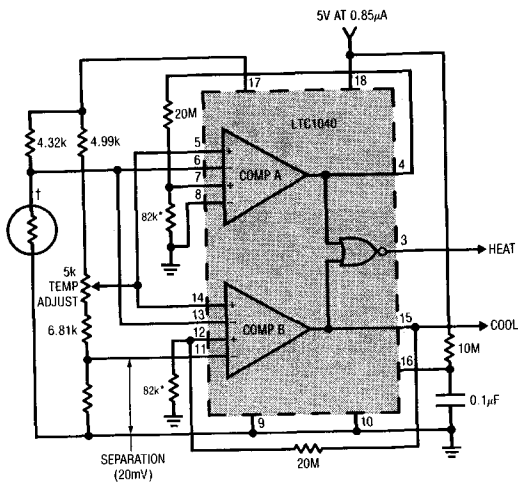 5V AT 0.85µA
17
18
20M
LTC1040
4.32k
4.99k
5
+
6
−
COMP A
4
7
+
†
8
−
82k*
3
HEAT
5k
TEMP
ADJUST
14
+
15
13
−
COMP B
COOL
6.81k
12
+
11
−
16
10M
82k*
0.1µF
9
10
SEPARATION
(20mV)
20M